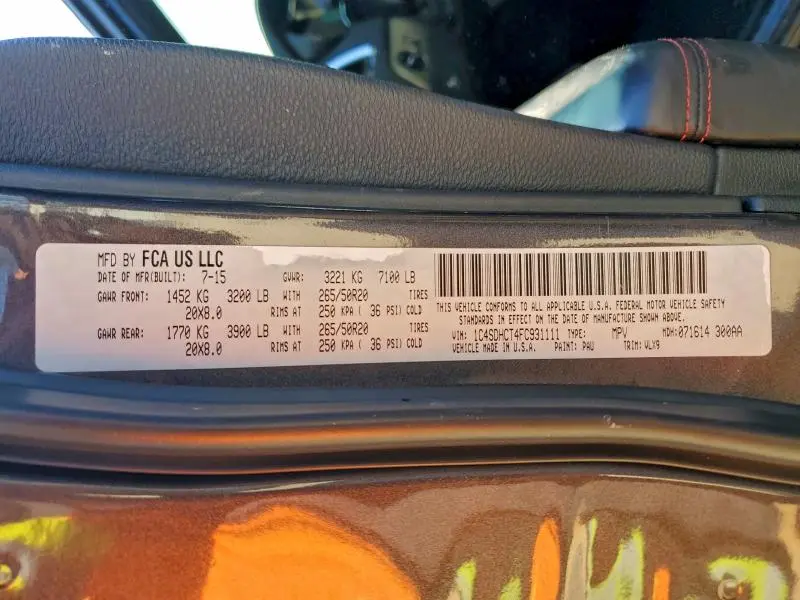 MFD BY FCA US LLC
DATE OF MFR(BUILT): 7-15 GVWR: 3221 KG 7100 LB
GAWR FRONT: 1452 KG 3200 LB WITH 265/50R20 TIRES
20X8.0 RIMS AT 250 KPA ( 36 PSI) COLD
GAWR REAR: 1770 KG 3900 LB WITH 265/50R20 TIRES
20X8.0 RIMS AT 250 KPA ( 36 PSI) COLD
THIS VEHICLE CONFORMS TO ALL APPLICABLE U.S.A. FEDERAL MOTOR VEHICLE SAFETY
STANDARDS IN EFFECT ON THE DATE OF MANUFACTURE SHOWN ABOVE.
VIN: 1C4SDHCT4FC931111 TYPE: MPV MDH: 071614 300AA
VEHICLE MADE IN U.S.A. PAINT: PAU TRIM: VLX9